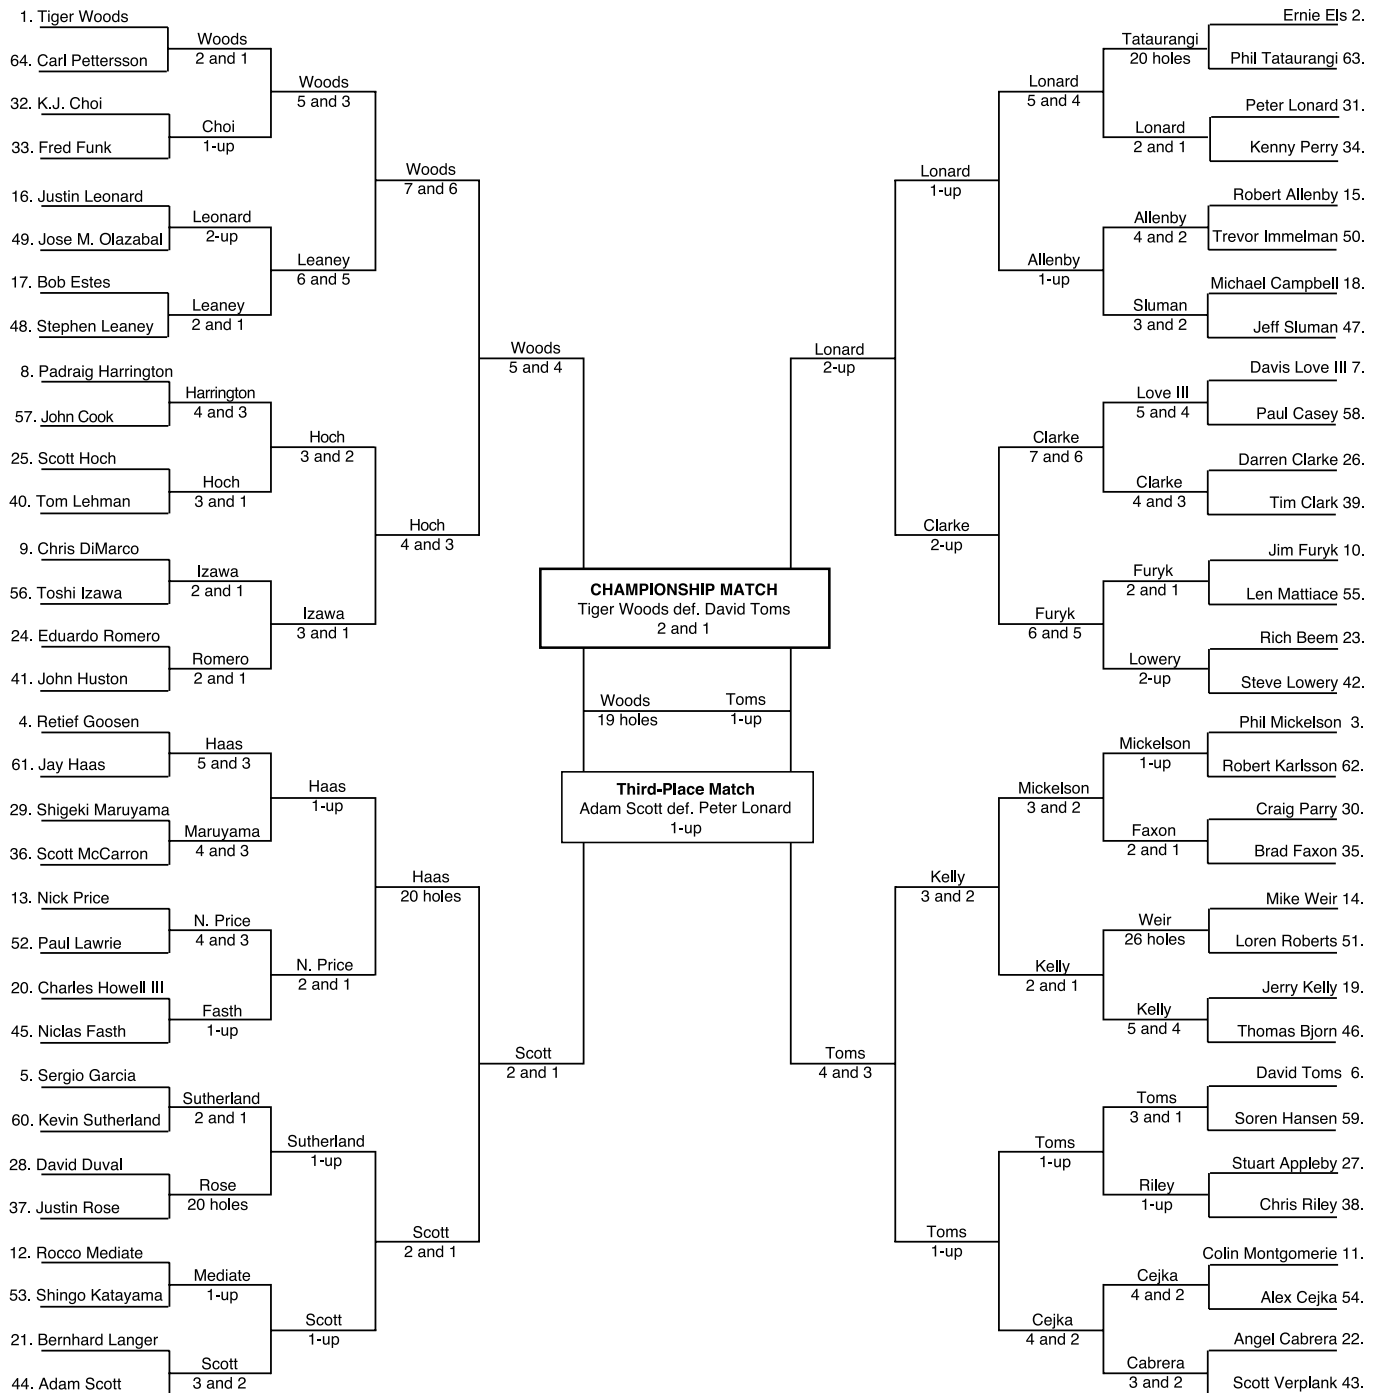 1. Tiger Woods
64. Carl Pettersson
32. K.J. Choi
33. Fred Funk
16. Justin Leonard
49. Jose M. Olazabal
17. Bob Estes
48. Stephen Leaney
8. Padraig Harrington
57. John Cook
25. Scott Hoch
40. Tom Lehman
9. Chris DiMarco
56. Toshi Izawa
24. Eduardo Romero
41. John Huston
4. Retief Goosen
61. Jay Haas
29. Shigeki Maruyama
36. Scott McCarron
13. Nick Price
52. Paul Lawrie
20. Charles Howell III
45. Niclas Fasth
5. Sergio Garcia
60. Kevin Sutherland
28. David Duval
37. Justin Rose
12. Rocco Mediate
53. Shingo Katayama
21. Bernhard Langer
44. Adam Scott
Woods
2 and 1
Choi
1-up
Leonard
2-up
Leaney
2 and 1
Harrington
4 and 3
Hoch
3 and 1
Izawa
2 and 1
Romero
2 and 1
Haas
5 and 3
Maruyama
4 and 3
N. Price
4 and 3
Fasth
1-up
Sutherland
2 and 1
Rose
20 holes
Mediate
1-up
Scott
3 and 2
Woods
5 and 3
Leaney
6 and 5
Hoch
3 and 2
Izawa
3 and 1
Haas
1-up
N. Price
2 and 1
Sutherland
1-up
Scott
1-up
Woods
7 and 6
Hoch
4 and 3
Haas
20 holes
Scott
2 and 1
Woods
5 and 4
Scott
2 and 1
CHAMPIONSHIP MATCH
Tiger Woods def. David Toms
2 and 1
Woods
19 holes
Toms
1-up
Third-Place Match
Adam Scott def. Peter Lonard
1-up
Lonard
2-up
Toms
4 and 3
Lonard
1-up
Clarke
2-up
Kelly
3 and 2
Toms
1-up
Lonard
5 and 4
Allenby
1-up
Clarke
7 and 6
Furyk
6 and 5
Mickelson
3 and 2
Kelly
2 and 1
Toms
1-up
Cejka
4 and 2
Tataurangi
20 holes
Lonard
2 and 1
Allenby
4 and 2
Sluman
3 and 2
Love III
5 and 4
Clarke
4 and 3
Furyk
2 and 1
Lowery
2-up
Mickelson
1-up
Faxon
2 and 1
Weir
26 holes
Kelly
5 and 4
Toms
3 and 1
Riley
1-up
Cejka
4 and 2
Cabrera
3 and 2
Ernie Els 2.
Phil Tataurangi 63.
Peter Lonard 31.
Kenny Perry 34.
Robert Allenby 15.
Trevor Immelman 50.
Michael Campbell 18.
Jeff Sluman 47.
Davis Love III 7.
Paul Casey 58.
Darren Clarke 26.
Tim Clark 39.
Jim Furyk 10.
Len Mattiace 55.
Rich Beem 23.
Steve Lowery 42.
Phil Mickelson 3.
Robert Karlsson 62.
Craig Parry 30.
Brad Faxon 35.
Mike Weir 14.
Loren Roberts 51.
Jerry Kelly 19.
Thomas Bjorn 46.
David Toms 6.
Soren Hansen 59.
Stuart Appleby 27.
Chris Riley 38.
Colin Montgomerie 11.
Alex Cejka 54.
Angel Cabrera 22.
Scott Verplank 43.